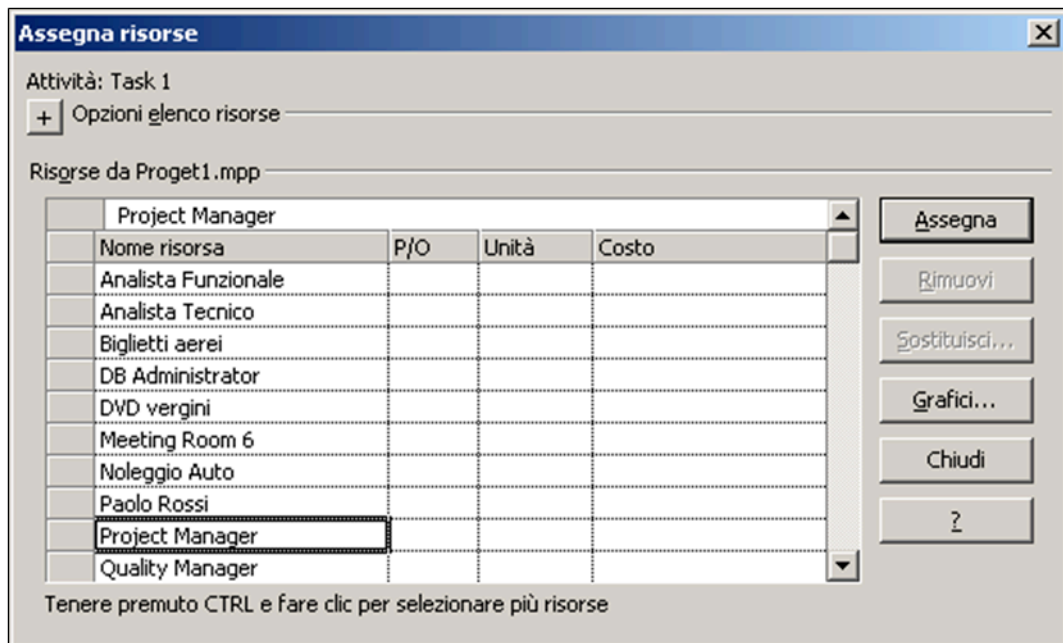 Assegna risorse
Attività: Task 1
+ Opzioni elenco risorse
Risorse da Proget1.mpp
Project Manager
Nome risorsa P/O Unità Costo
Analista Funzionale
Analista Tecnico
Biglietti aerei
DB Administrator
DVD vergini
Meeting Room 6
Noleggio Auto
Paolo Rossi
Project Manager
Quality Manager
Assegna
Rimuovi
Sostituisci...
Grafici...
Chiudi
?
Tenere premuto CTRL e fare clic per selezionare più risorse